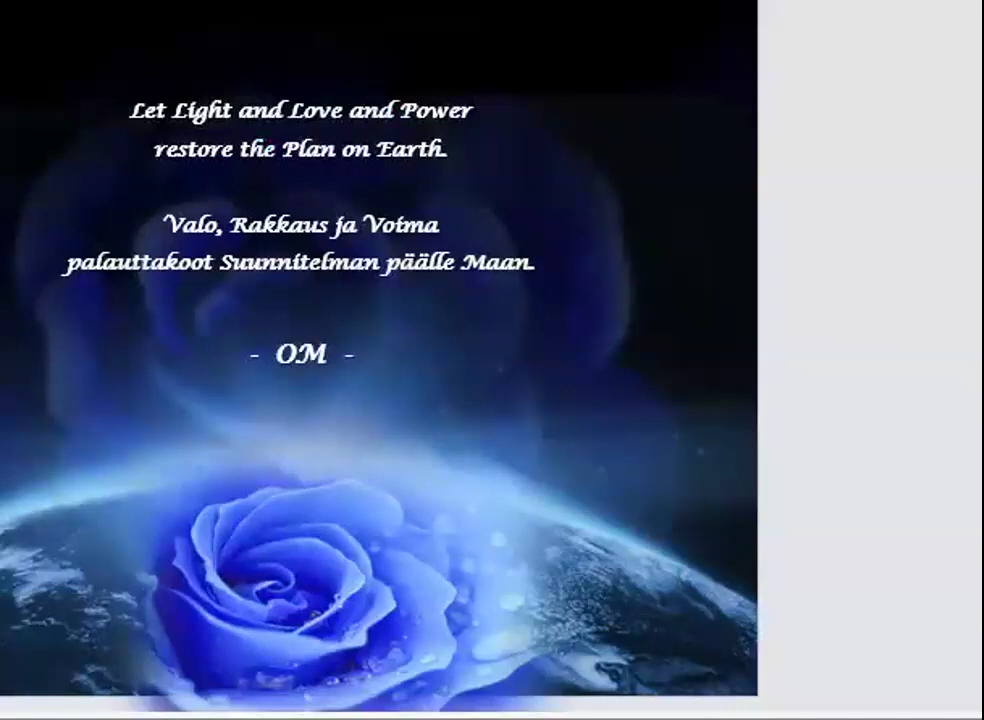 Let Light and Love and Power
restore the Plan on Earth.
Valo, Rakkaus ja Voima
palauttakoot Suunnitelman päälle Maan.
- OM -